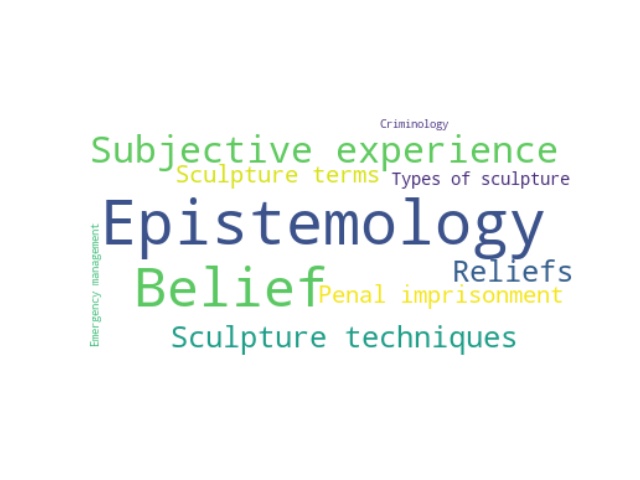 Criminology
Subjective experience
Sculpture terms
Types of sculpture
Epistemology
Emergency management
Reliefs
Belief
Penal imprisonment
Sculpture techniques